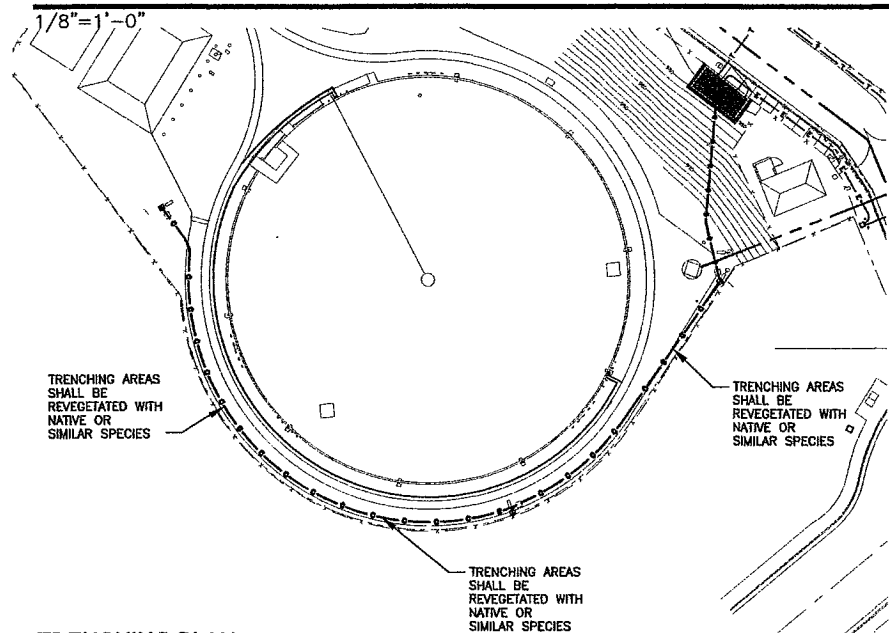 1/8"=1'-0"
TRENCHING AREAS
SHALL BE
REVEGETATED WITH
NATIVE OR
SIMILAR SPECIES
TRENCHING AREAS
SHALL BE
REVEGETATED WITH
NATIVE OR
SIMILAR SPECIES
TRENCHING AREAS
SHALL BE
REVEGETATED WITH
NATIVE OR
SIMILAR SPECIES